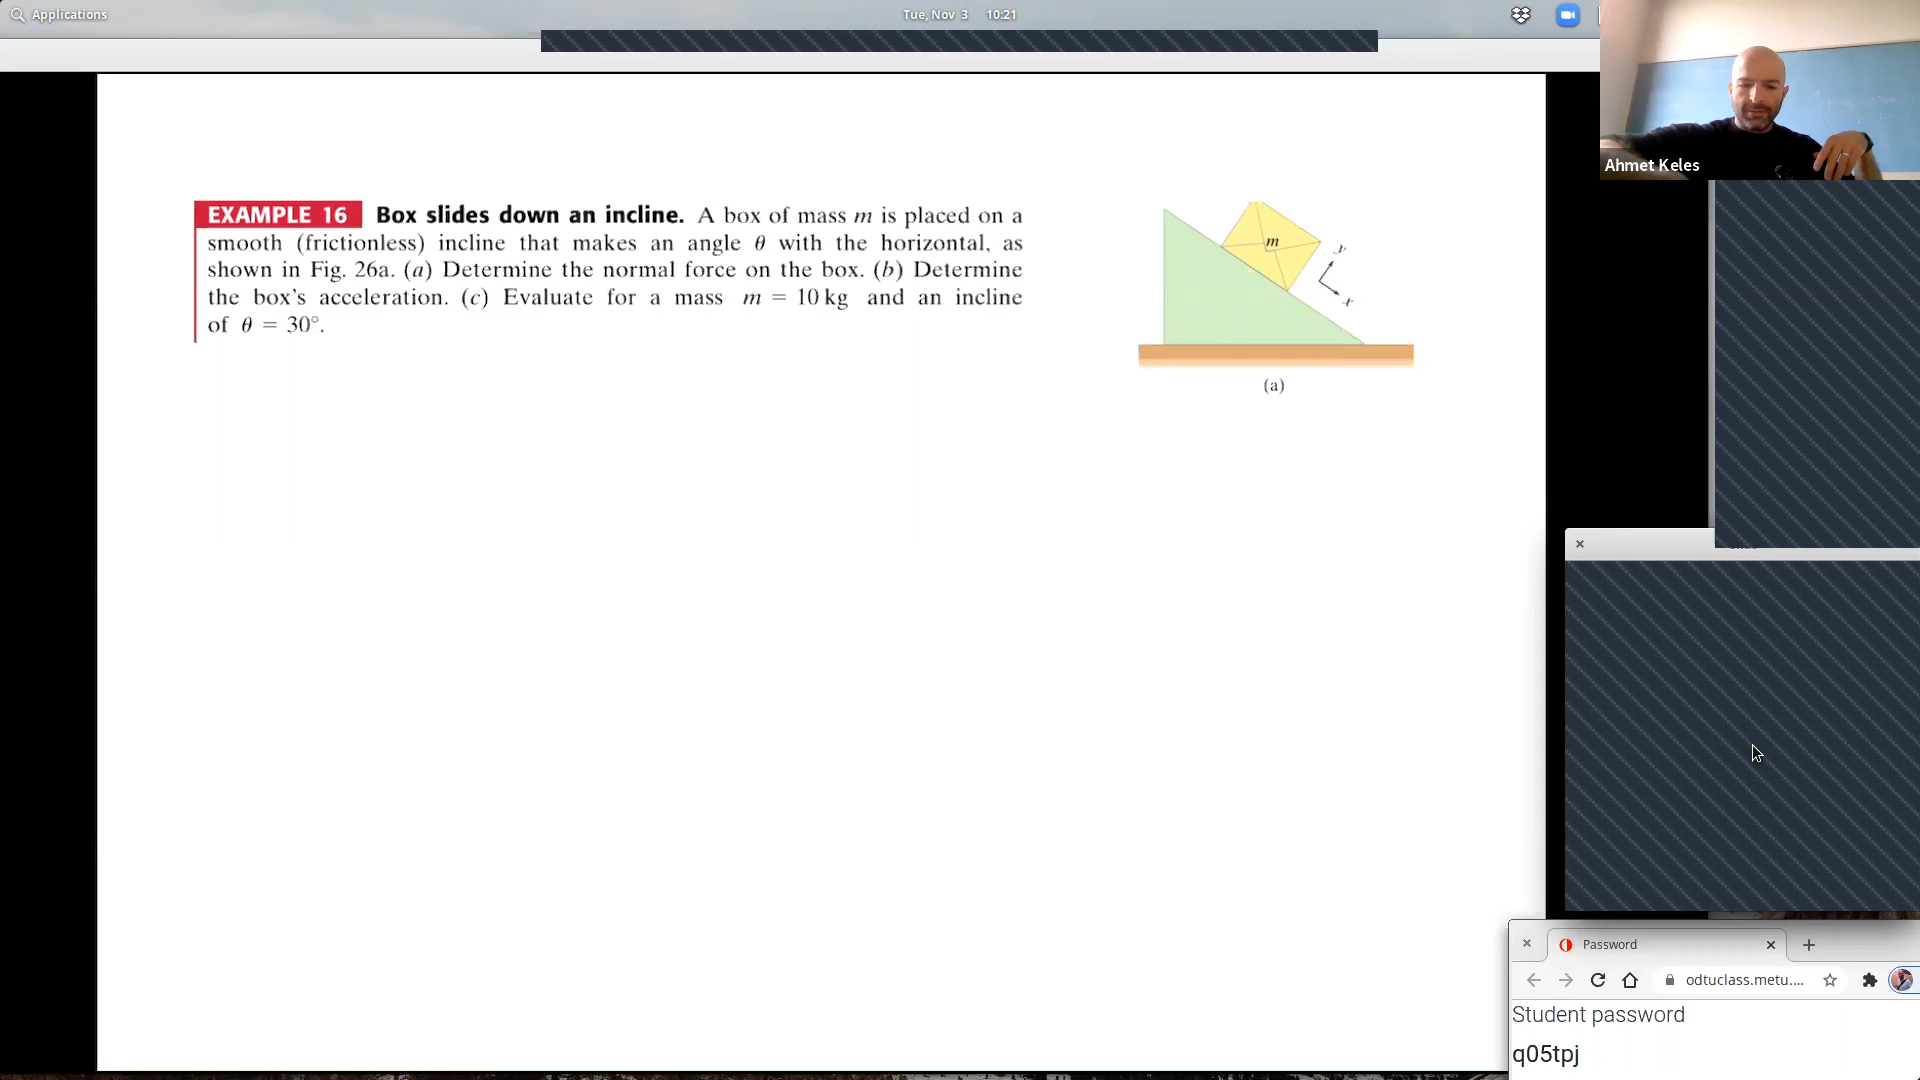 Applications
Tue, Nov 3 10:21
Ahmet Keles
EXAMPLE 16 Box slides down an incline. A box of mass m is placed on a
smooth (frictionless) incline that makes an angle θ with the horizontal, as
shown in Fig. 26a. (a) Determine the normal force on the box. (b) Determine
the box's acceleration. (c) Evaluate for a mass m = 10 kg and an incline
of θ = 30°.
m
y
x
(a)
Password
odtuclass.metu....
Student password
q05tpj